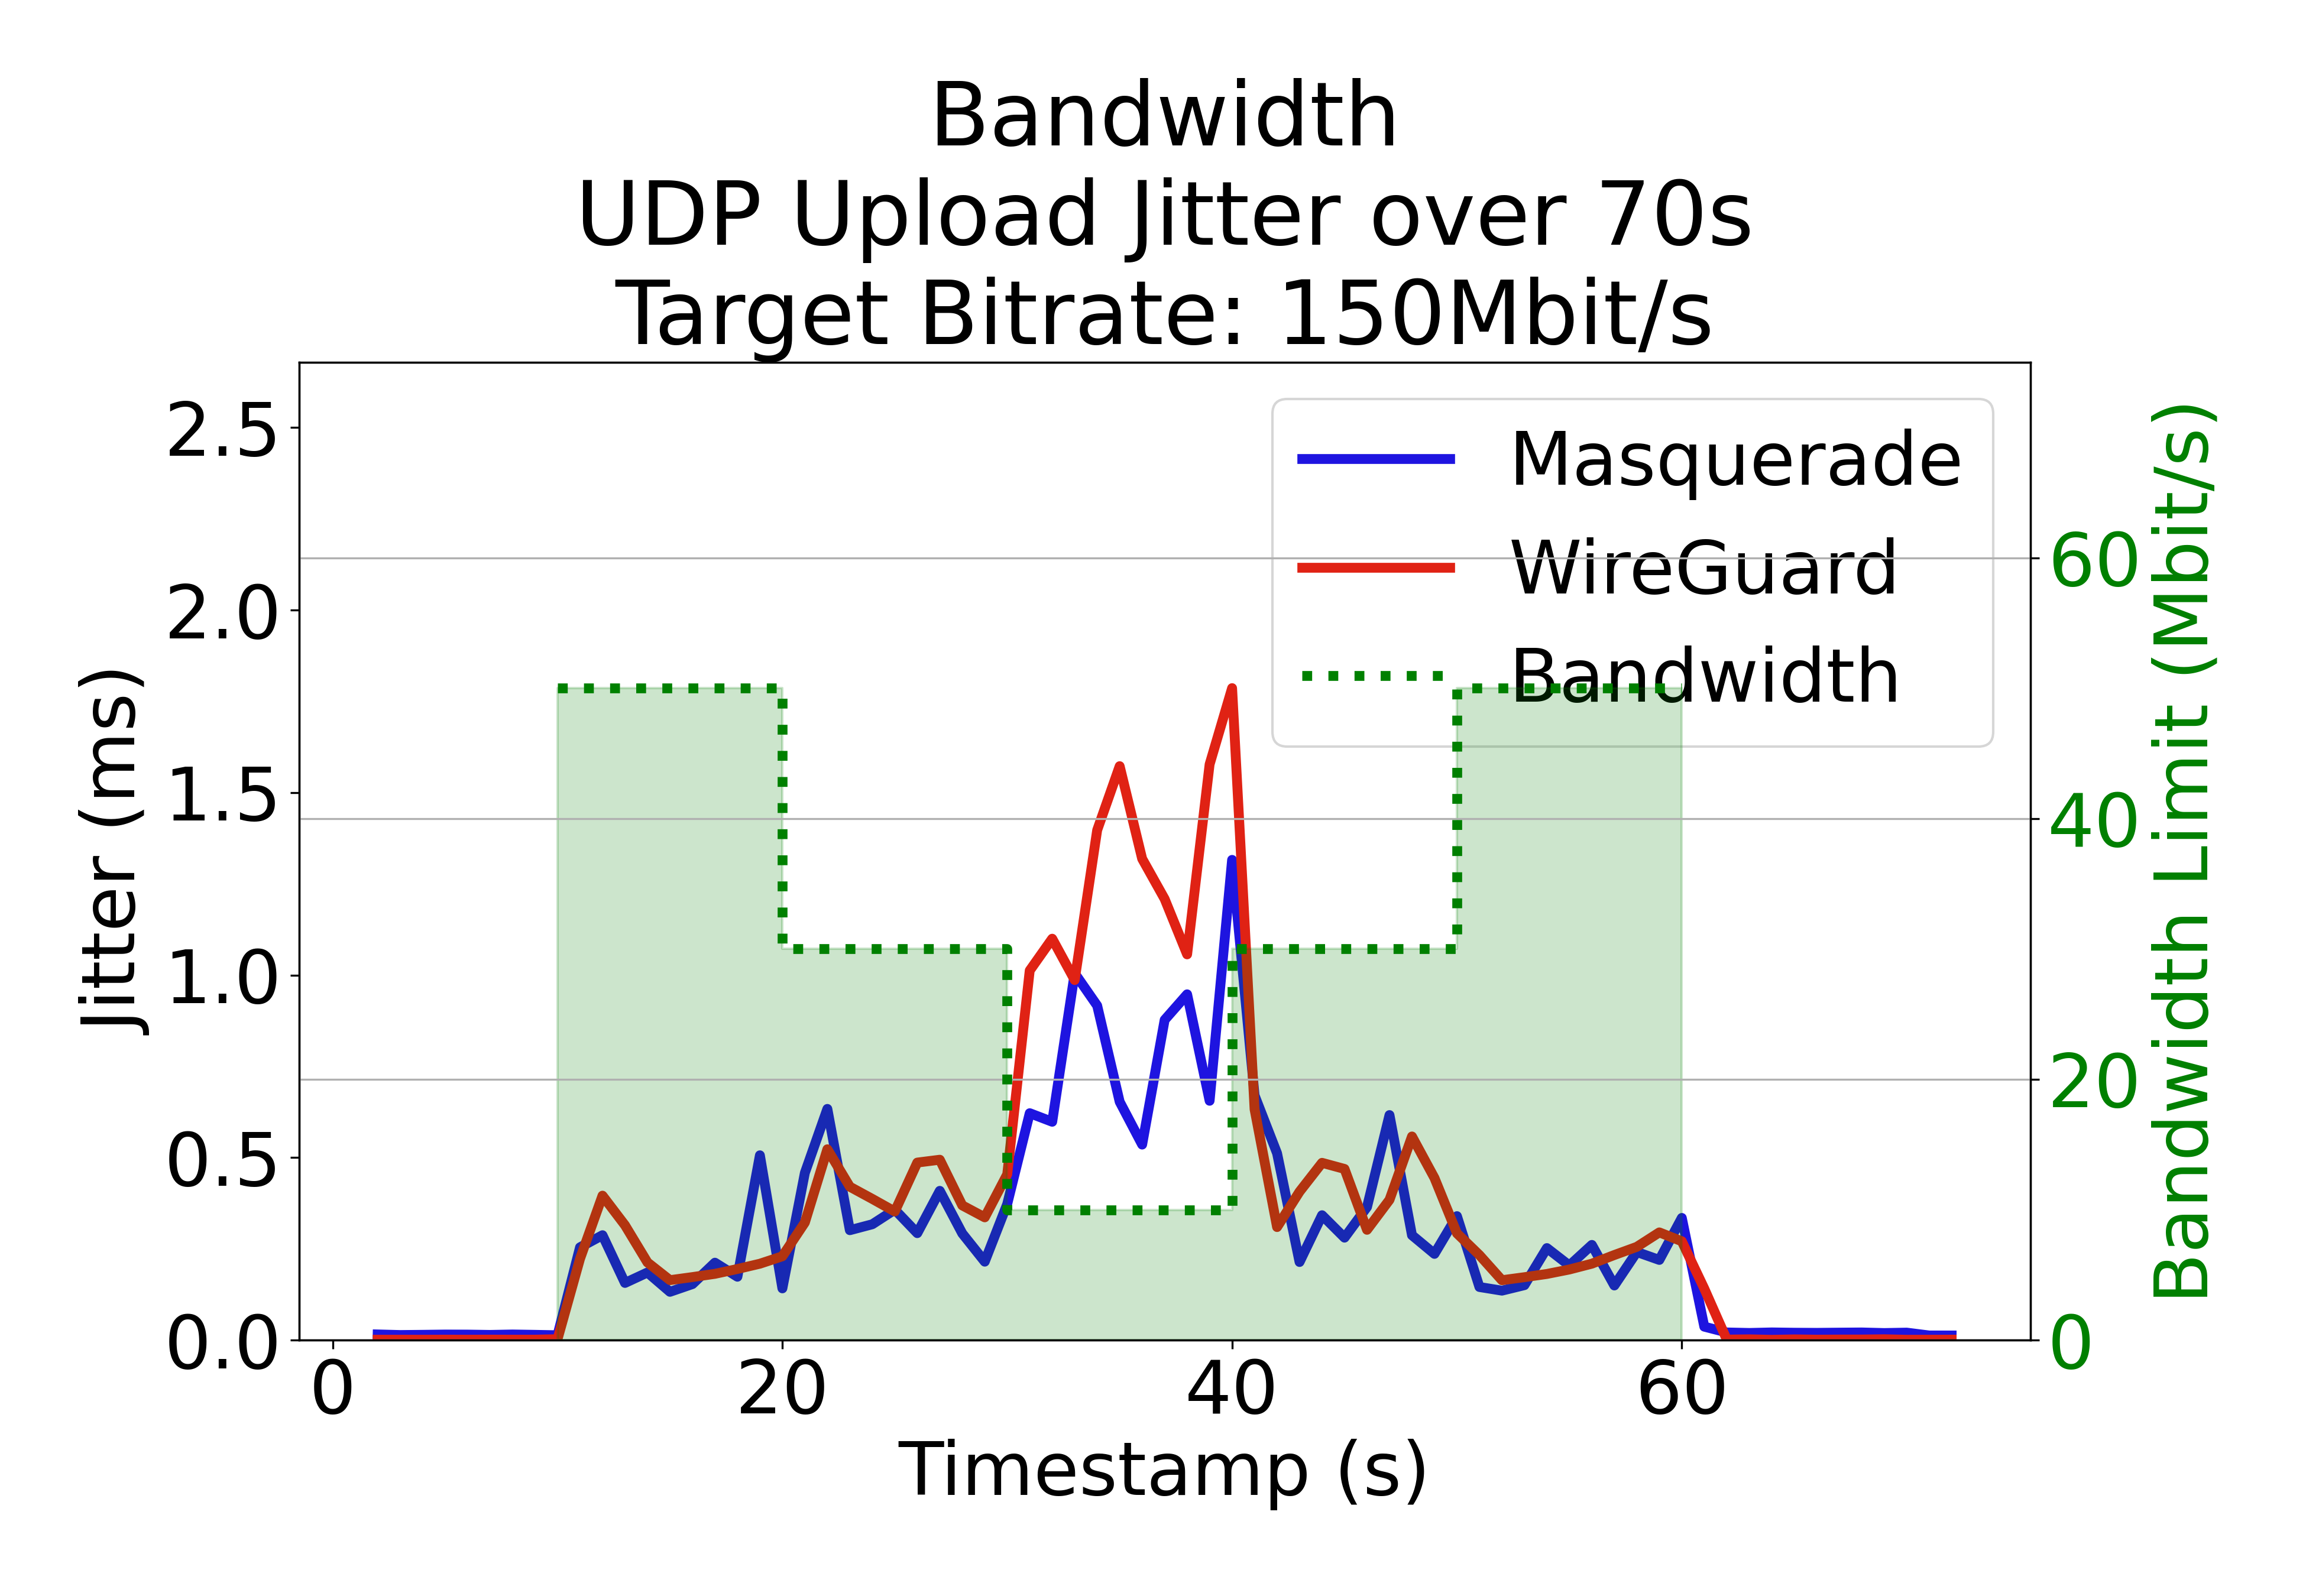 Bandwidth
UDP Upload Jitter over 70s
Target Bitrate: 150Mbit/s
Jitter (ms)
2.5
2.0
1.5
1.0
0.5
0.0
Masquerade
WireGuard
Bandwidth
60
40
20
0
Bandwidth Limit (Mbit/s)
0
20
40
60
Timestamp (s)